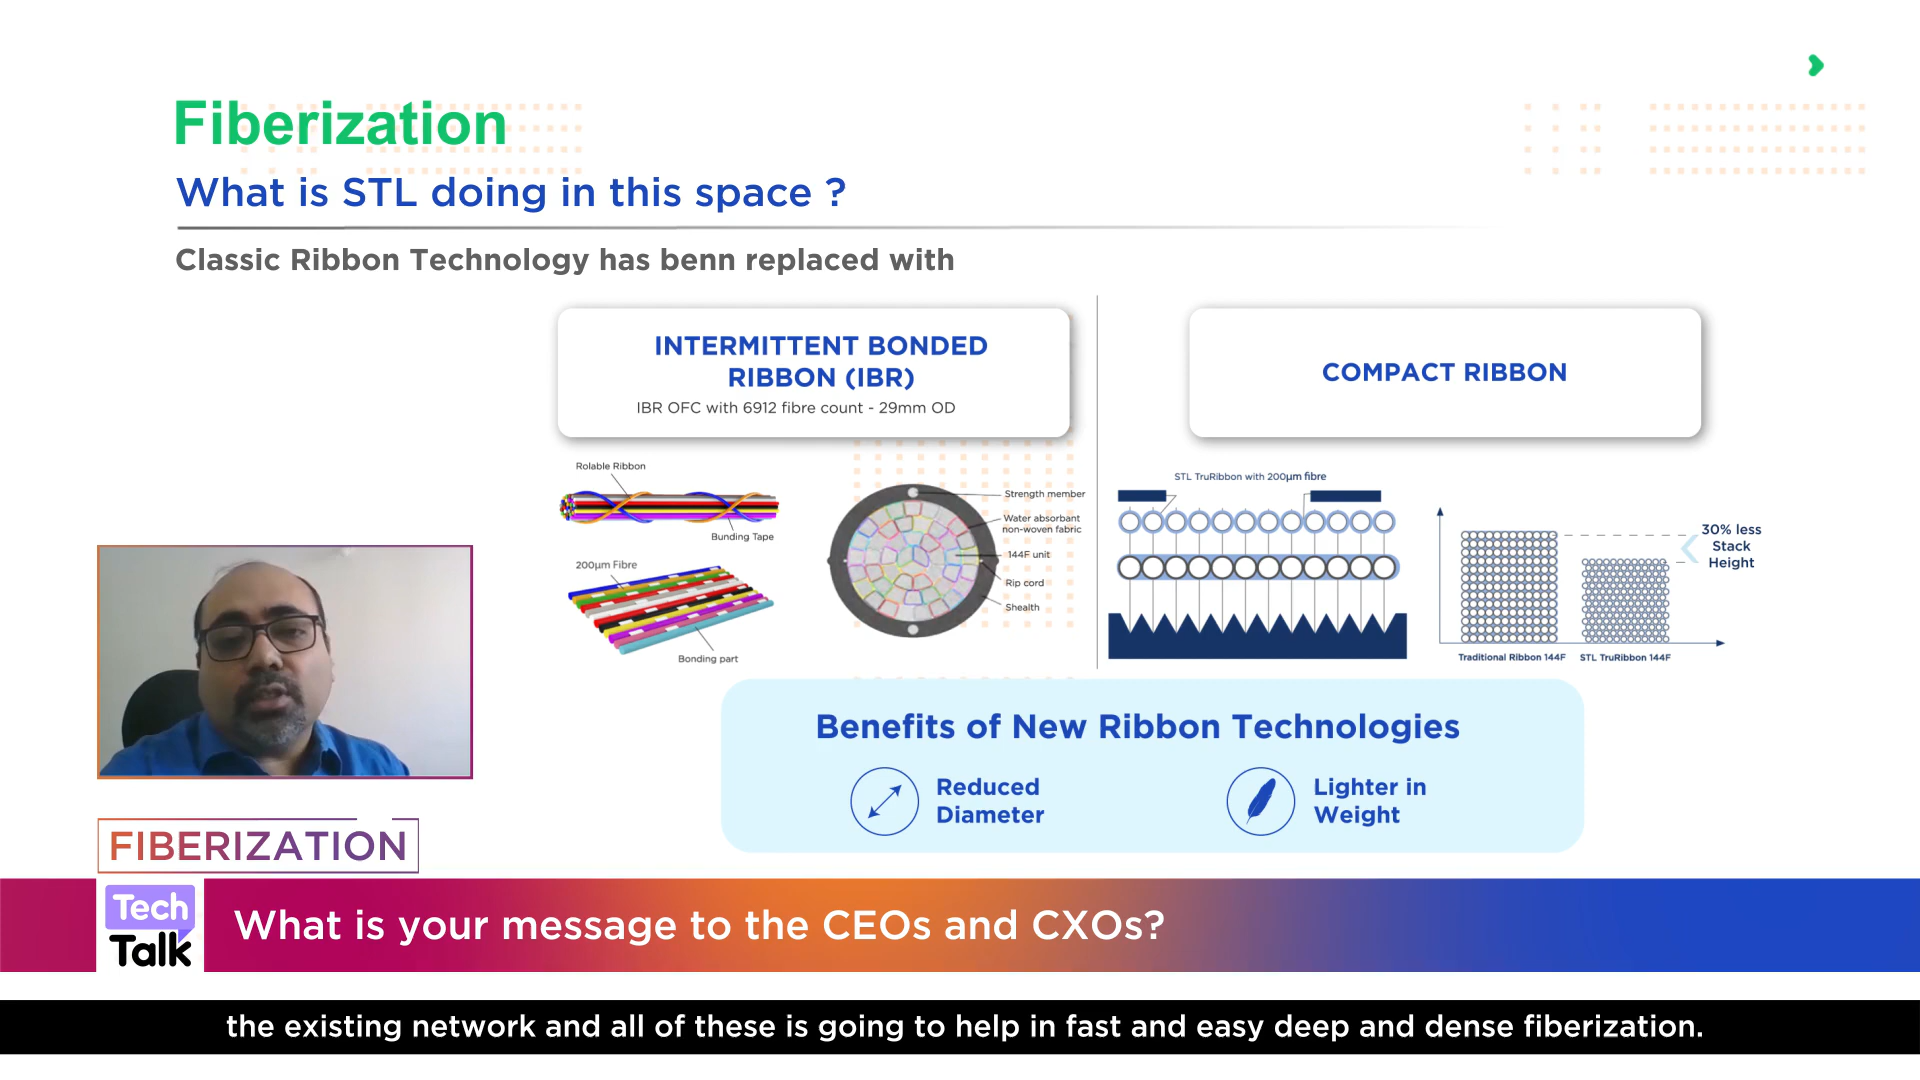 Fiberization
What is STL doing in this space ?
Classic Ribbon Technology has benn replaced with
INTERMITTENT BONDED
RIBBON (IBR)
IBR OFC with 6912 fibre count - 29mm OD
COMPACT RIBBON
Rolable Ribbon
Bunding Tape
200µm Fibre
Bonding part
Strength member
Water absorbant
non-woven fabric
144F unit
Rip cord
Shealth
STL TruRibbon with 200µm fibre
30% less
Stack
Height
Traditional Ribbon 144F
STL TruRibbon 144F
Benefits of New Ribbon Technologies
Reduced
Diameter
Lighter in
Weight
FIBERIZATION
Tech
Talk
What is your message to the CEOs and CXOs?
the existing network and all of these is going to help in fast and easy deep and dense fiberization.